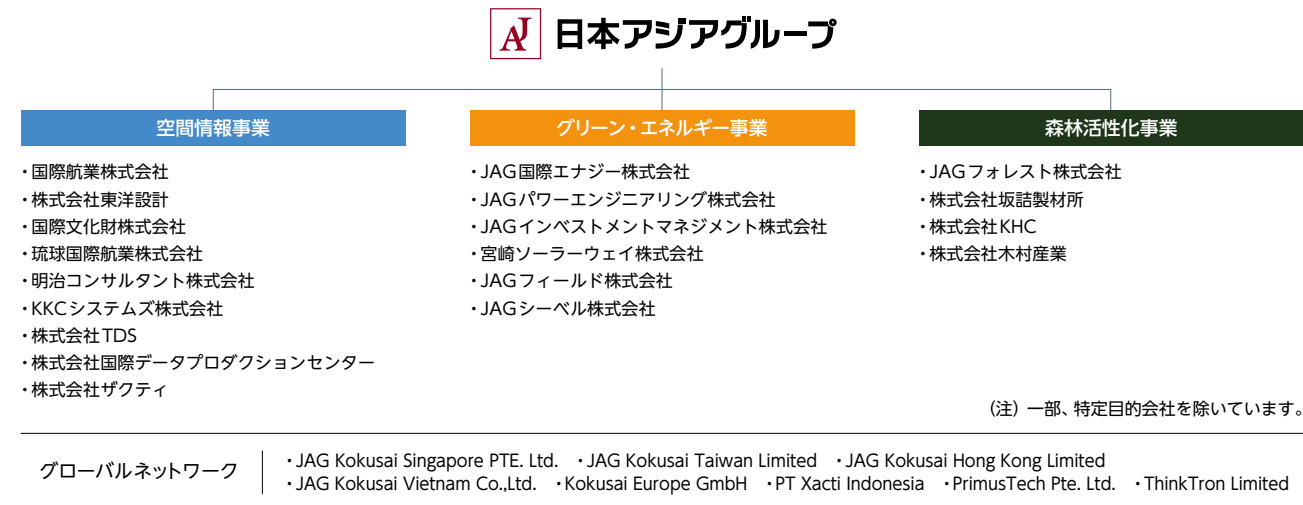 AJ 日本アジアグループ
空間情報事業
・国際航業株式会社
・株式会社東洋設計
・国際文化財株式会社
・琉球国際航業株式会社
・明治コンサルタント株式会社
・KKCシステムズ株式会社
・株式会社TDS
・株式会社国際データプロダクションセンター
・株式会社ザクティ
グリーン・エネルギー事業
・JAG国際エナジー株式会社
・JAGパワーエンジニアリング株式会社
・JAGインベストメントマネジメント株式会社
・宮崎ソーラーウェイ株式会社
・JAGフィールド株式会社
・JAGシーベル株式会社
森林活性化事業
・JAGフォレスト株式会社
・株式会社坂詰製材所
・株式会社KHC
・株式会社木村産業
（注）一部、特定目的会社を除いています。
グローバルネットワーク
・JAG Kokusai Singapore PTE. Ltd. ・JAG Kokusai Taiwan Limited ・JAG Kokusai Hong Kong Limited
・JAG Kokusai Vietnam Co.,Ltd. ・Kokusai Europe GmbH ・PT Xacti Indonesia ・PrimusTech Pte. Ltd. ・ThinkTron Limited